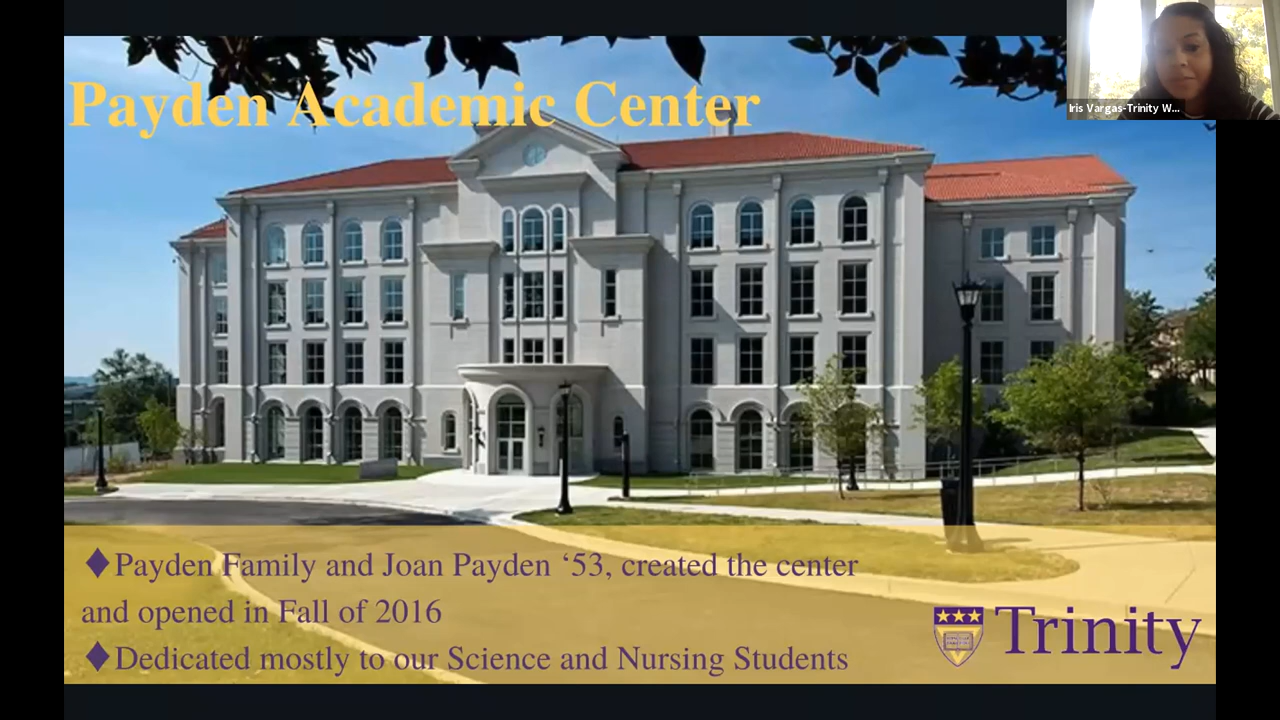 Payden Academic Center
Iris Vargas-Trinity W...
♦Payden Family and Joan Payden ‘53, created the center
and opened in Fall of 2016
♦Dedicated mostly to our Science and Nursing Students
Trinity